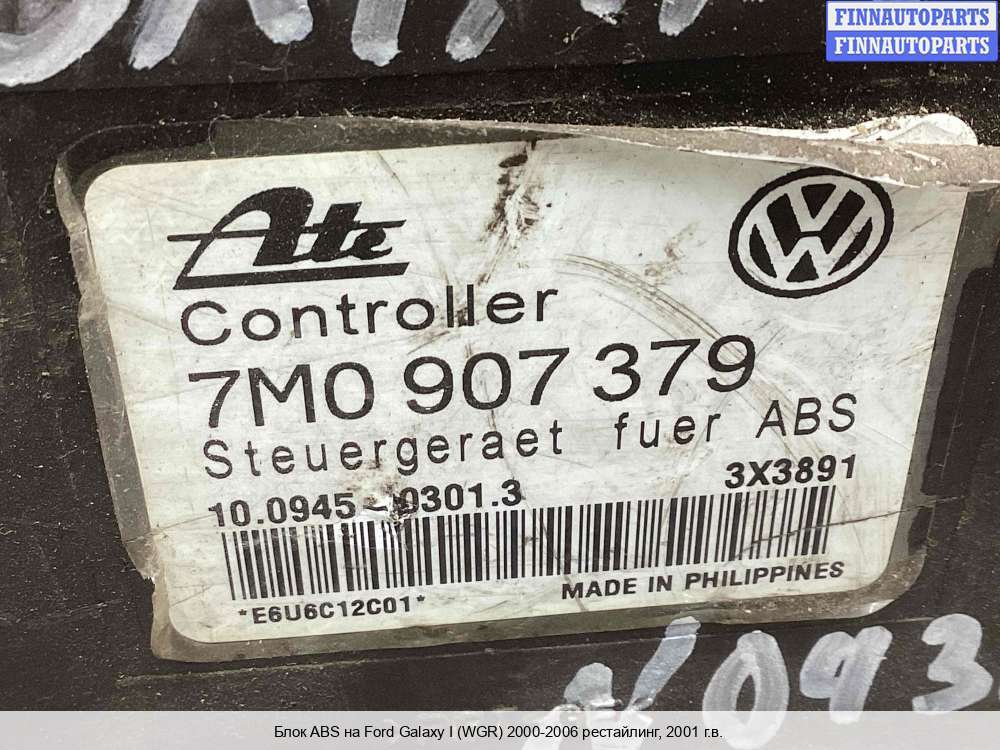 FINNAUTOPARTS
FINNAUTOPARTS
Ate
Controller
7M0 907 379
Steuergeraet fuer ABS
10.0945-0301.3 3X3891
*E6U6C12C01* MADE IN PHILIPPINES
N093
Блок ABS на Ford Galaxy I (WGR) 2000-2006 рестайлинг, 2001 г.в.